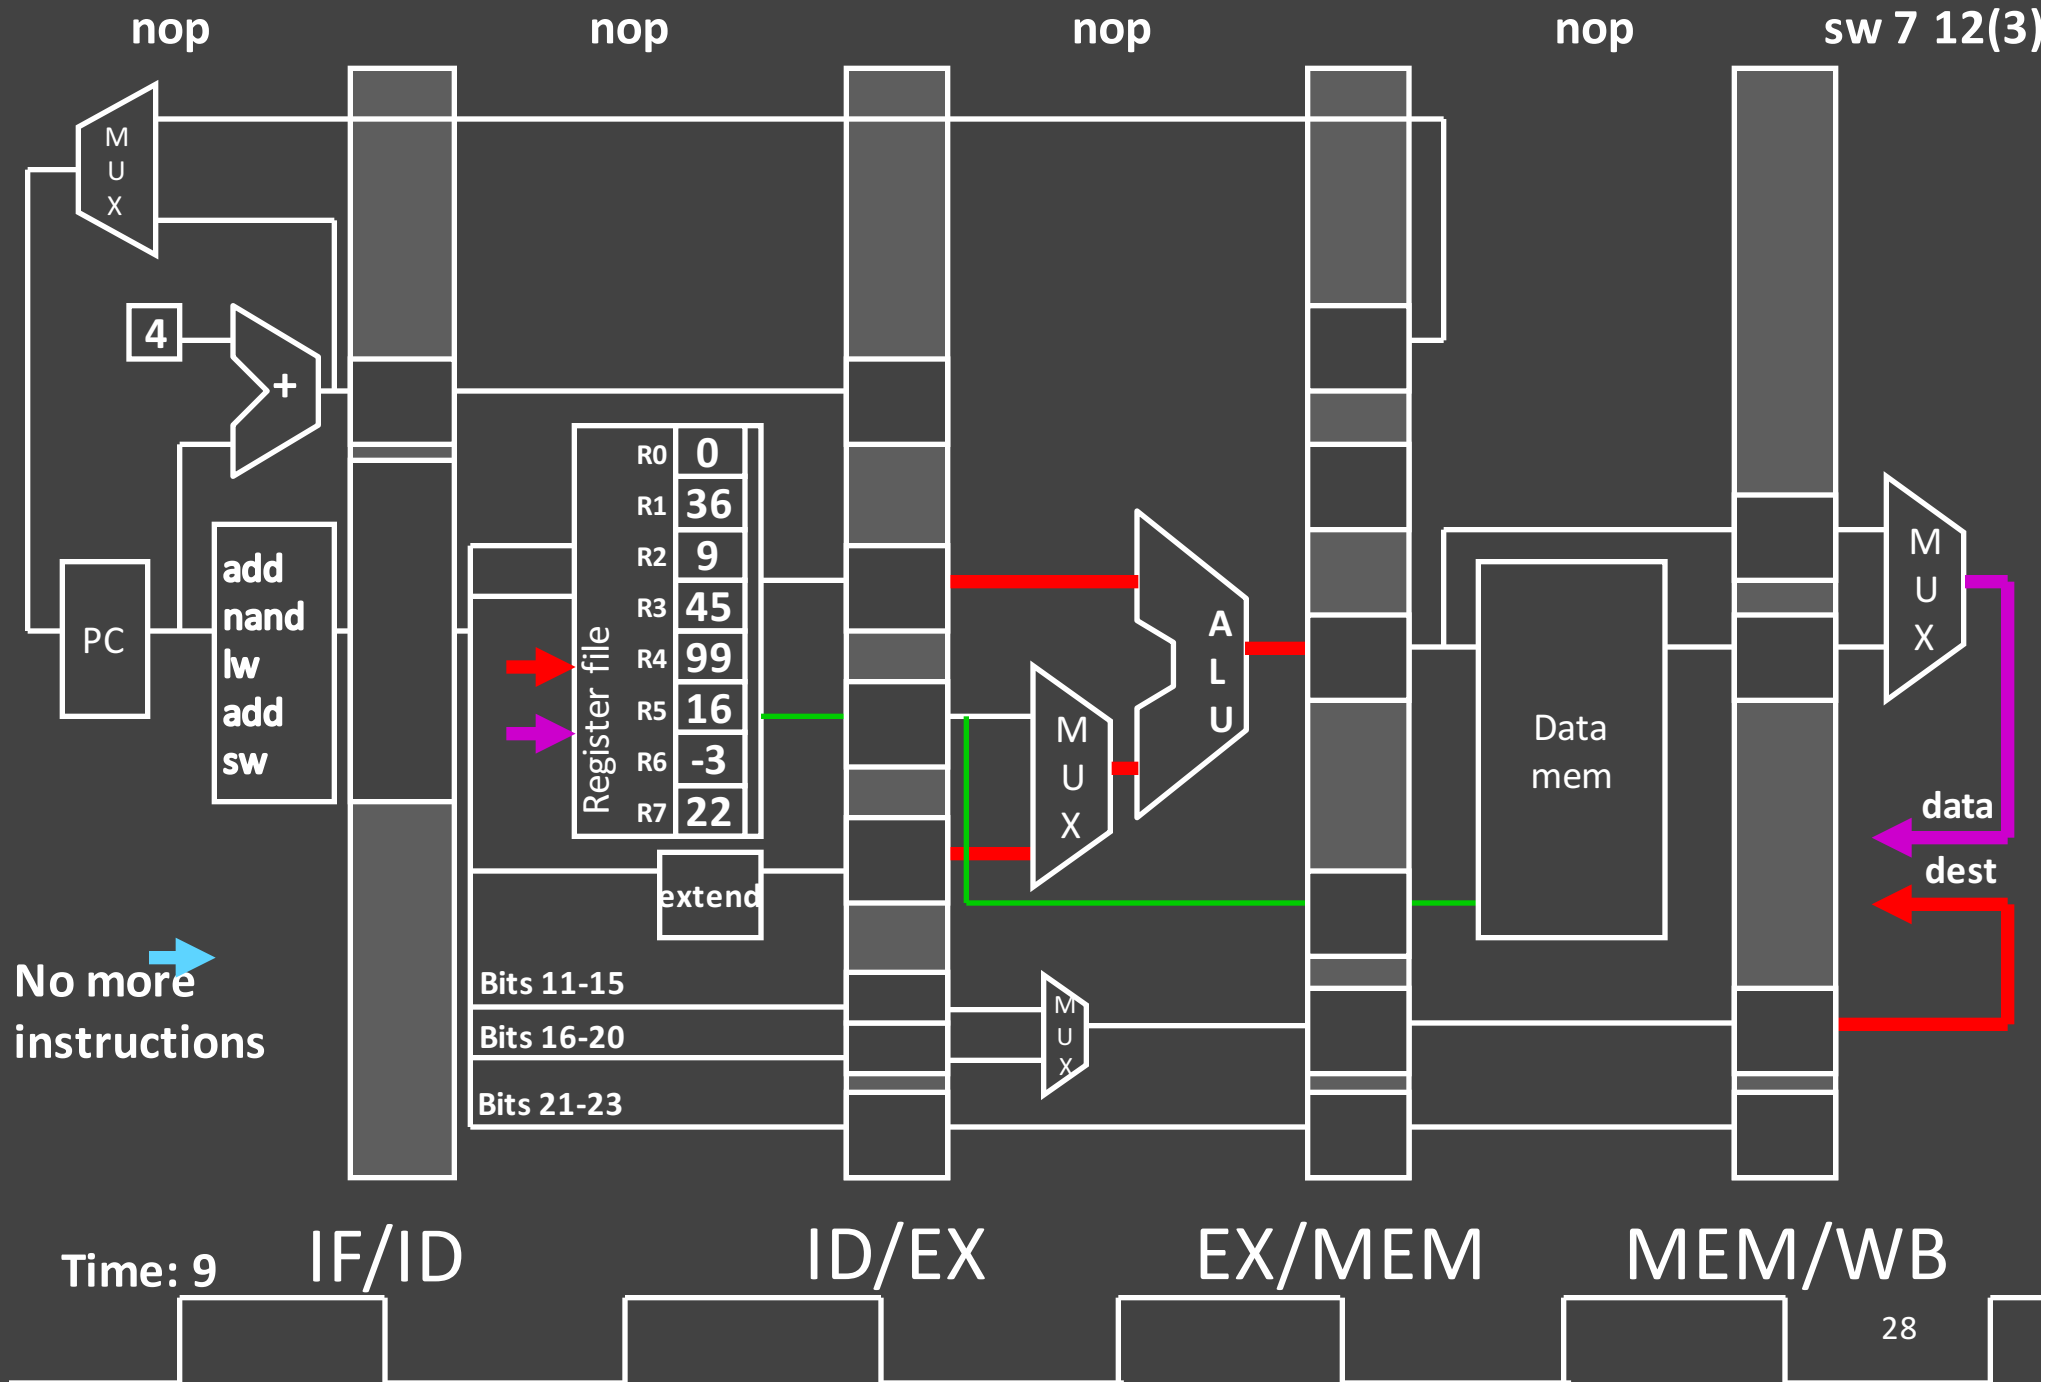 nop nop nop nop sw 7 12(3)
M
U
X
4
+
PC
add
nand
lw
add
sw
No more
instructions
Register file
R0 0
R1 36
R2 9
R3 45
R4 99
R5 16
R6 -3
R7 22
extend
Bits 11-15
Bits 16-20
Bits 21-23
M
U
X
A
L
U
M
U
X
Data
mem
M
U
X
data
dest
Time: 9
IF/ID ID/EX EX/MEM MEM/WB
28